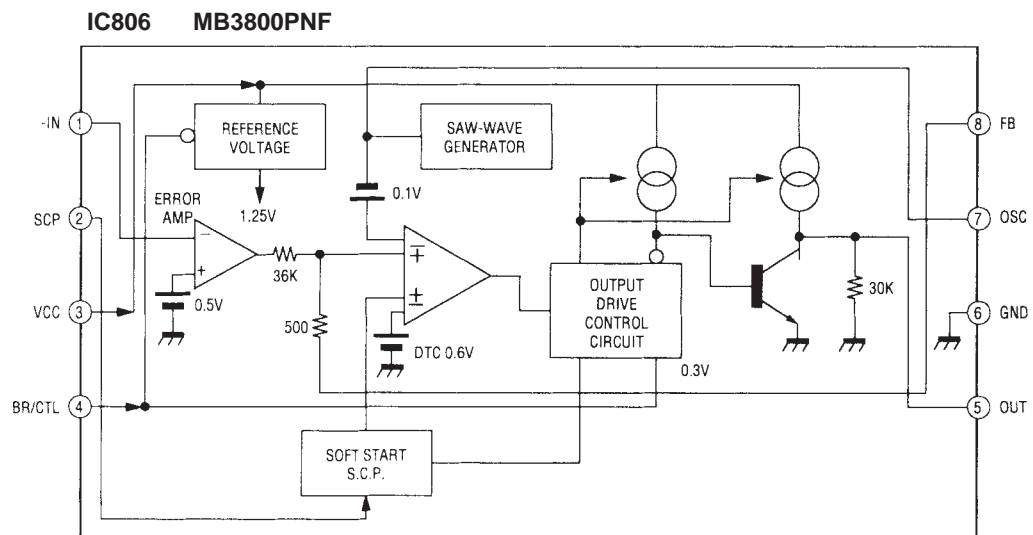 IC806 MB3800PNF
-IN 1
REFERENCE
VOLTAGE
SAW-WAVE
GENERATOR
8 FB
1.25V
0.1V
ERROR
AMP
SCP 2
7 OSC
−
+
36K
−
+
+
−
0.5V
500
DTC 0.6V
OUTPUT
DRIVE
CONTROL
CIRCUIT
30K
VCC 3
6 GND
0.3V
BR/CTL 4
5 OUT
SOFT START
S.C.P.